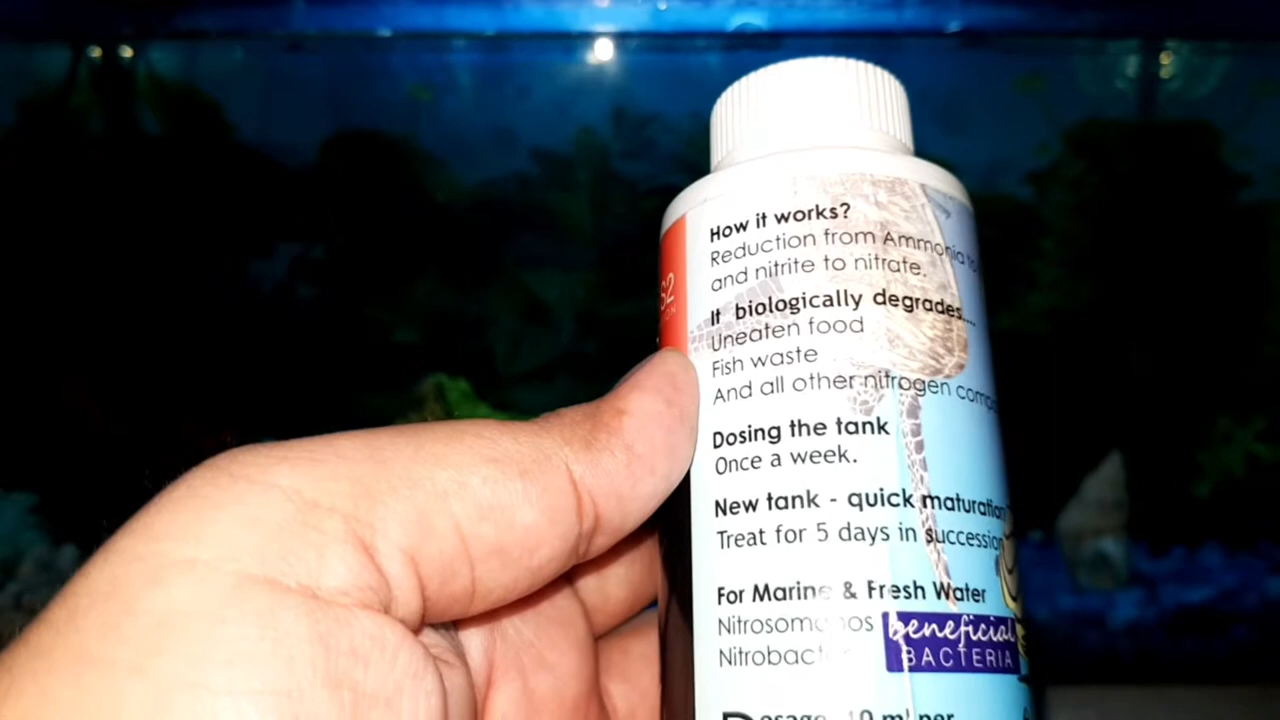 S2
How it works?
Reduction from Ammonia to
and nitrite to nitrate.
It biologically degrades....
Uneaten food
Fish waste
And all other nitrogen
Dosing the tank
Once a week.
New tank - quick maturation
Treat for 5 days in succession
For Marine & Fresh Water
beneficial
BACTERIA